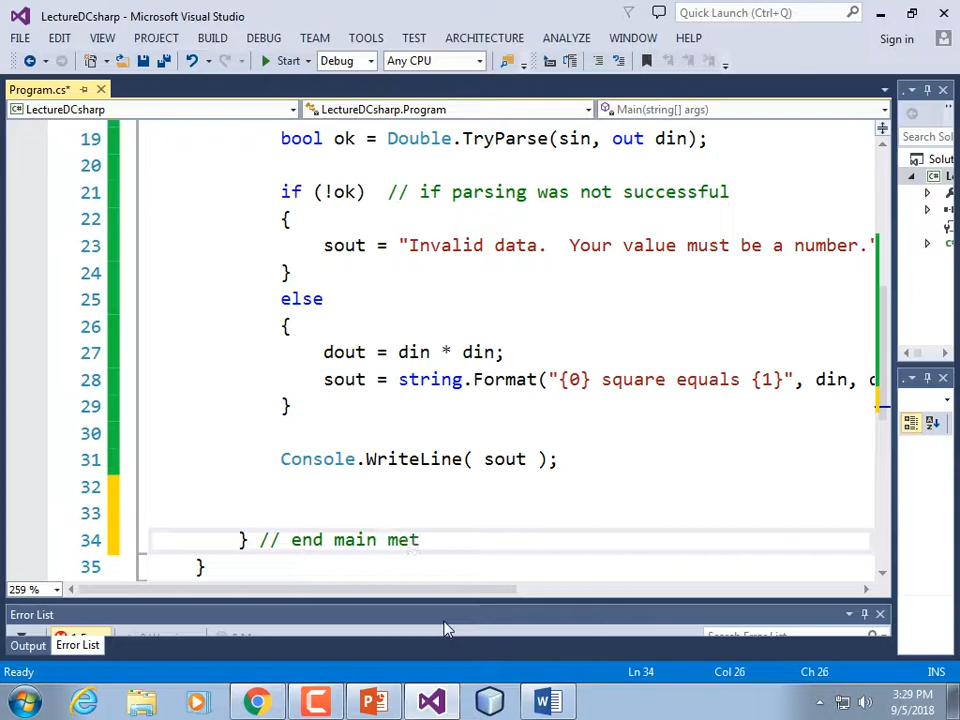 LectureDCsharp - Microsoft Visual Studio
Quick Launch (Ctrl+Q)
FILE EDIT VIEW PROJECT BUILD DEBUG TEAM TOOLS TEST ARCHITECTURE ANALYZE WINDOW HELP Sign in
Start Debug Any CPU
Program.cs*
LectureDCsharp LectureDCsharp.Program Main(string[] args)
Search Sol
Solut
19 bool ok = Double.TryParse(sin, out din);
20
21 if (!ok) // if parsing was not successful
22 {
23 sout = "Invalid data.  Your value must be a number."
24 }
25 else
26 {
27 dout = din * din;
28 sout = string.Format("{0} square equals {1}", din, d
29 }
30
31 Console.WriteLine( sout );
32
33
34 } // end main met
35 }
259 %
Error List
Search Error List
Output Error List
Ready Ln 34 Col 26 Ch 26 INS
3:29 PM
9/5/2018